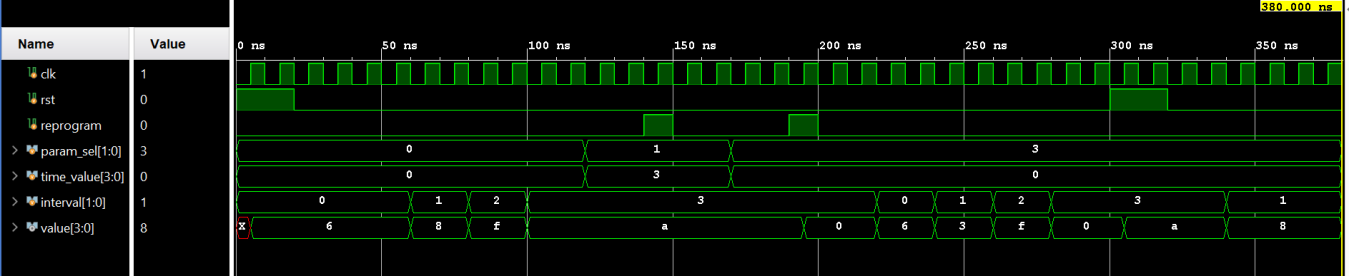 380.000 ns
Name Value
0 ns 50 ns 100 ns 150 ns 200 ns 250 ns 300 ns 350 ns
clk 1
rst 0
reprogram 0
param_sel[1:0] 3 0 1 3
time_value[3:0] 0 0 3 0
interval[1:0] 1 0 1 2 3 0 1 2 3 1
value[3:0] 8 X 6 8 f a 0 6 3 f 0 a 8